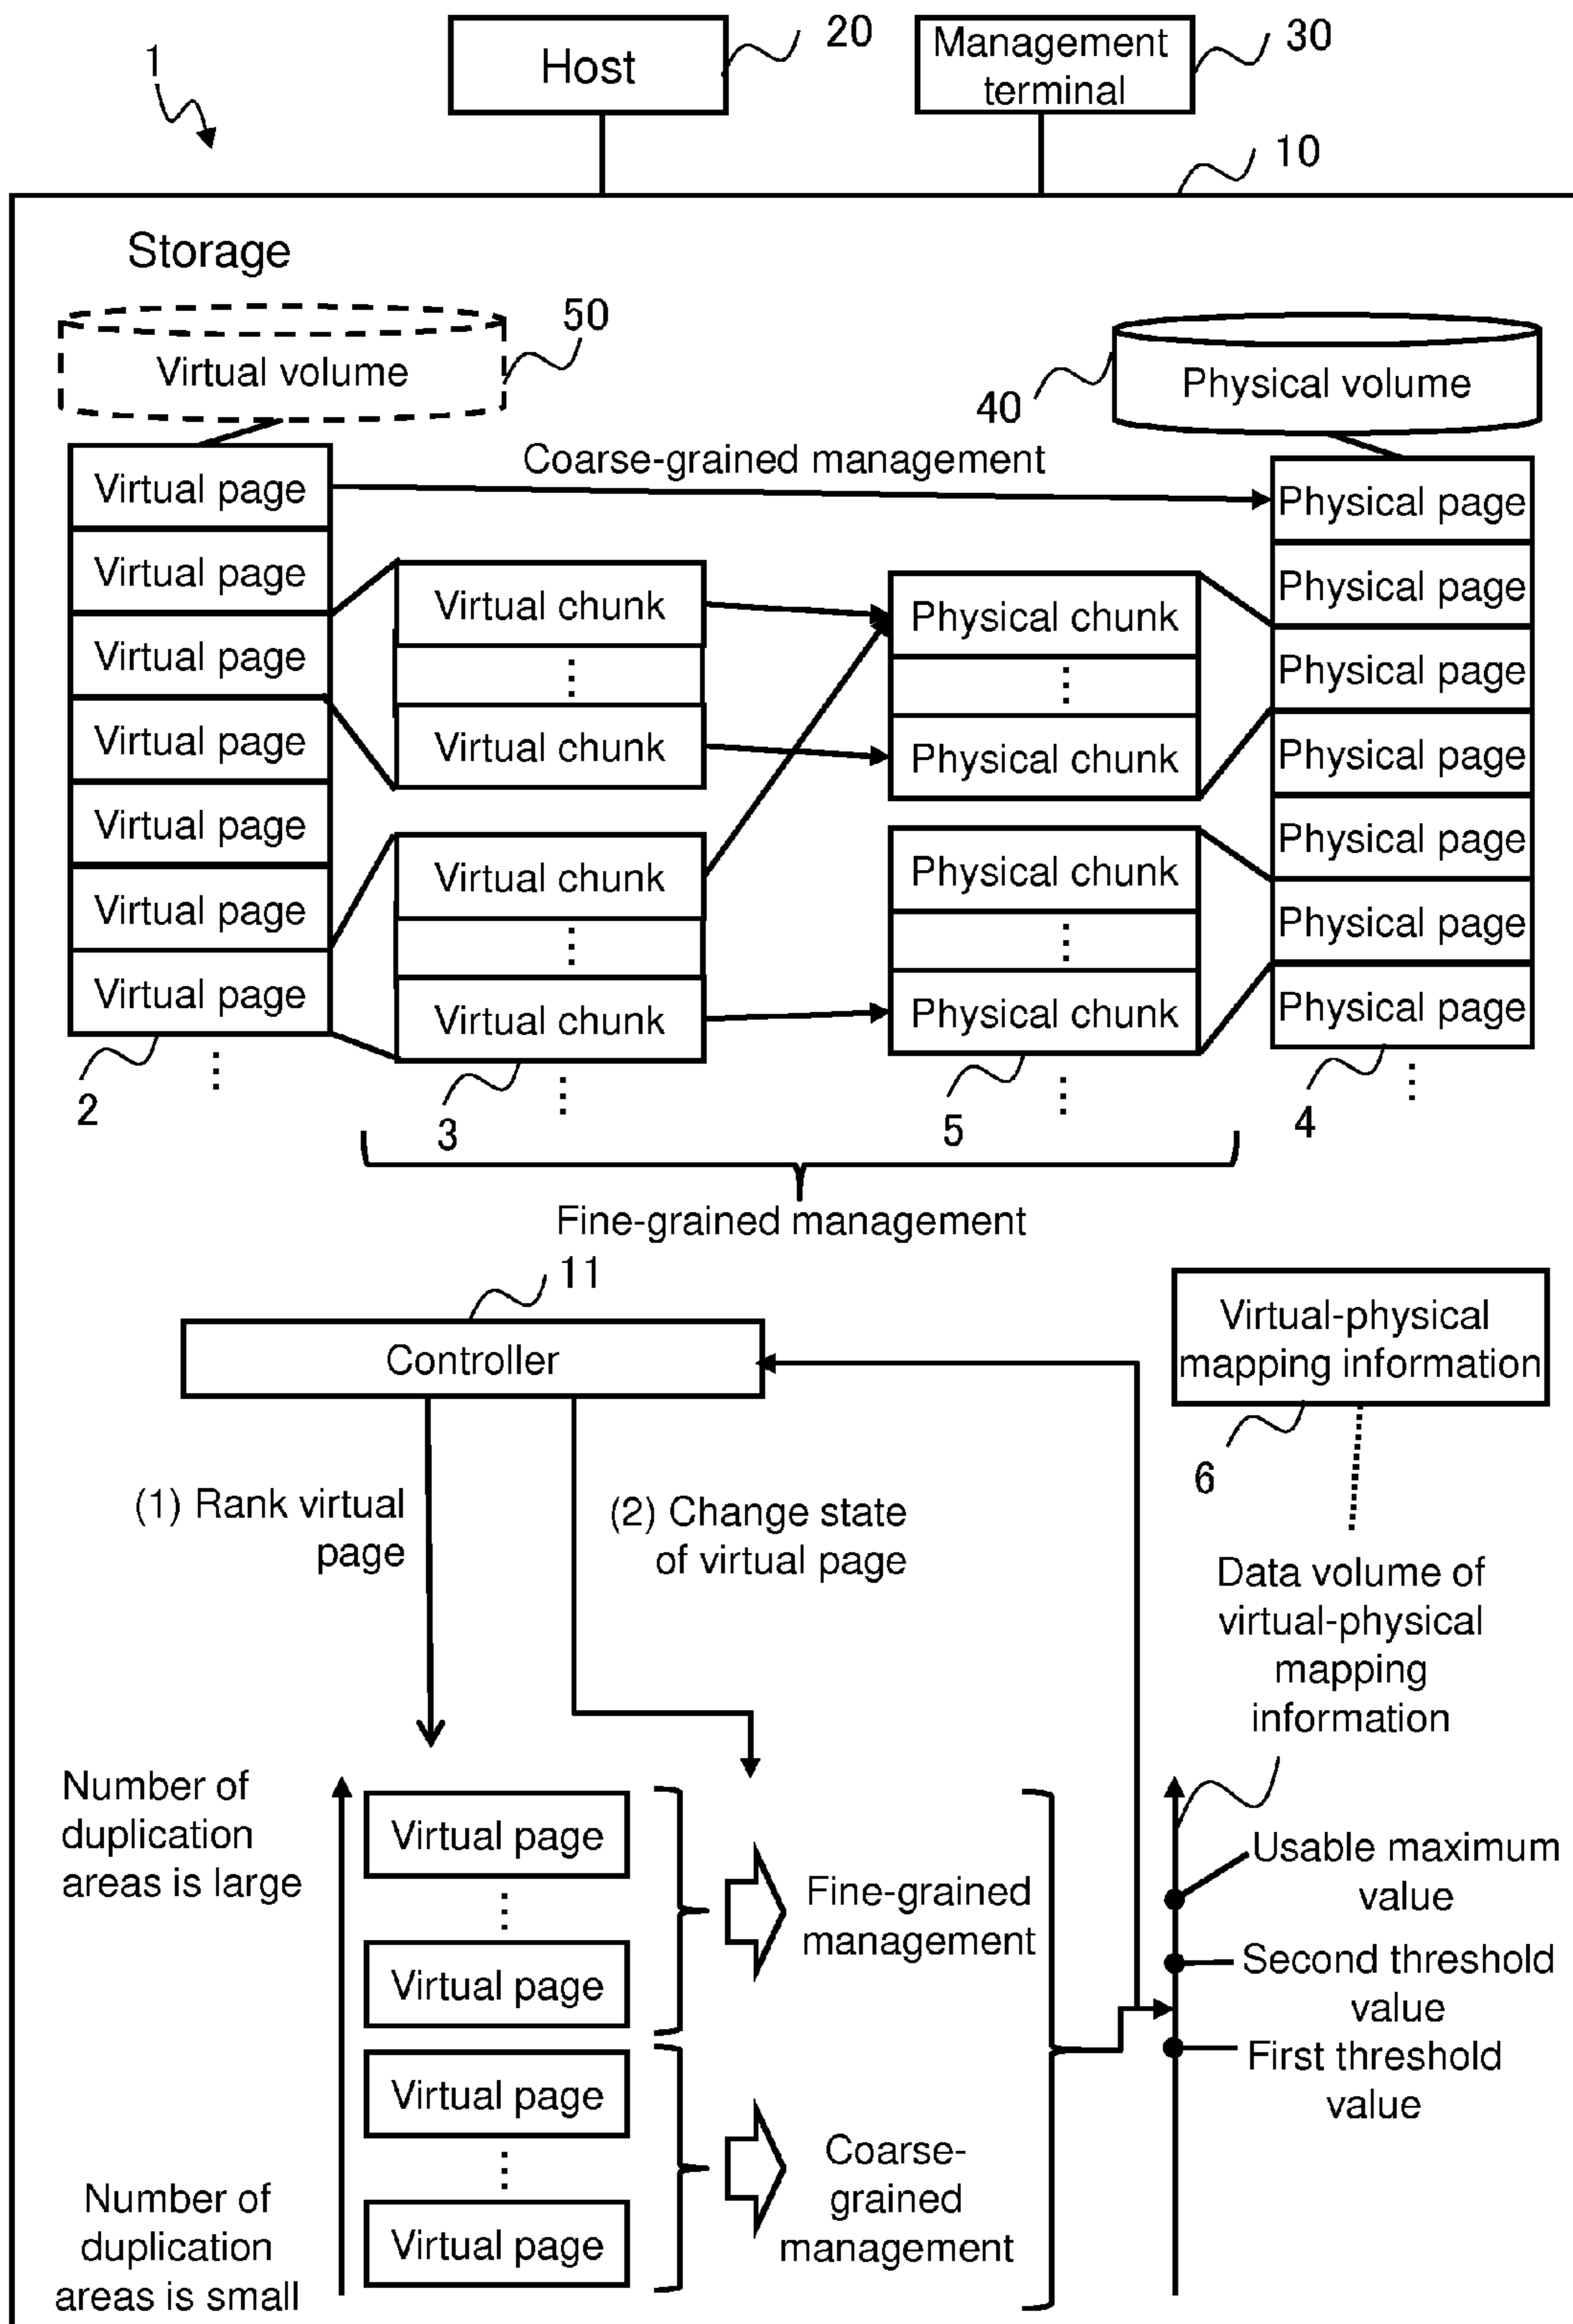 1
Host
20
Management
terminal
30
10
Storage
Virtual volume
50
40
Physical volume
Coarse-grained management
Virtual page
Virtual page
Virtual page
Virtual page
Virtual page
Virtual page
Virtual page
2
⋮
Virtual chunk
⋮
Virtual chunk
Virtual chunk
⋮
Virtual chunk
3
⋮
Physical chunk
⋮
Physical chunk
Physical chunk
⋮
Physical chunk
5
⋮
Physical page
Physical page
Physical page
Physical page
Physical page
Physical page
Physical page
4
⋮
Fine-grained management
11
Controller
Virtual-physical
mapping information
6
(1) Rank virtual
page
(2) Change state
of virtual page
Data volume of
virtual-physical
mapping
information
Number of
duplication
areas is large
Virtual page
⋮
Virtual page
Virtual page
⋮
Virtual page
Fine-grained
management
Coarse-
grained
management
Usable maximum
value
Second threshold
value
First threshold
value
Number of
duplication
areas is small